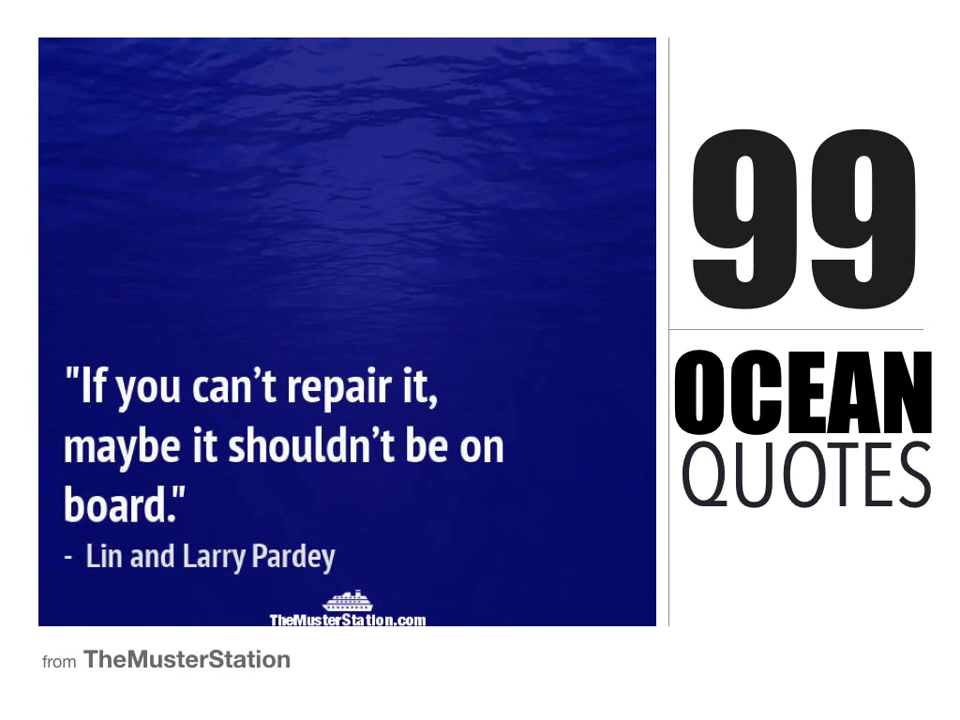 "If you can’t repair it,
maybe it shouldn’t be on
board."
- Lin and Larry Pardey
TheMusterStation.com
from TheMusterStation
99
OCEAN
QUOTES